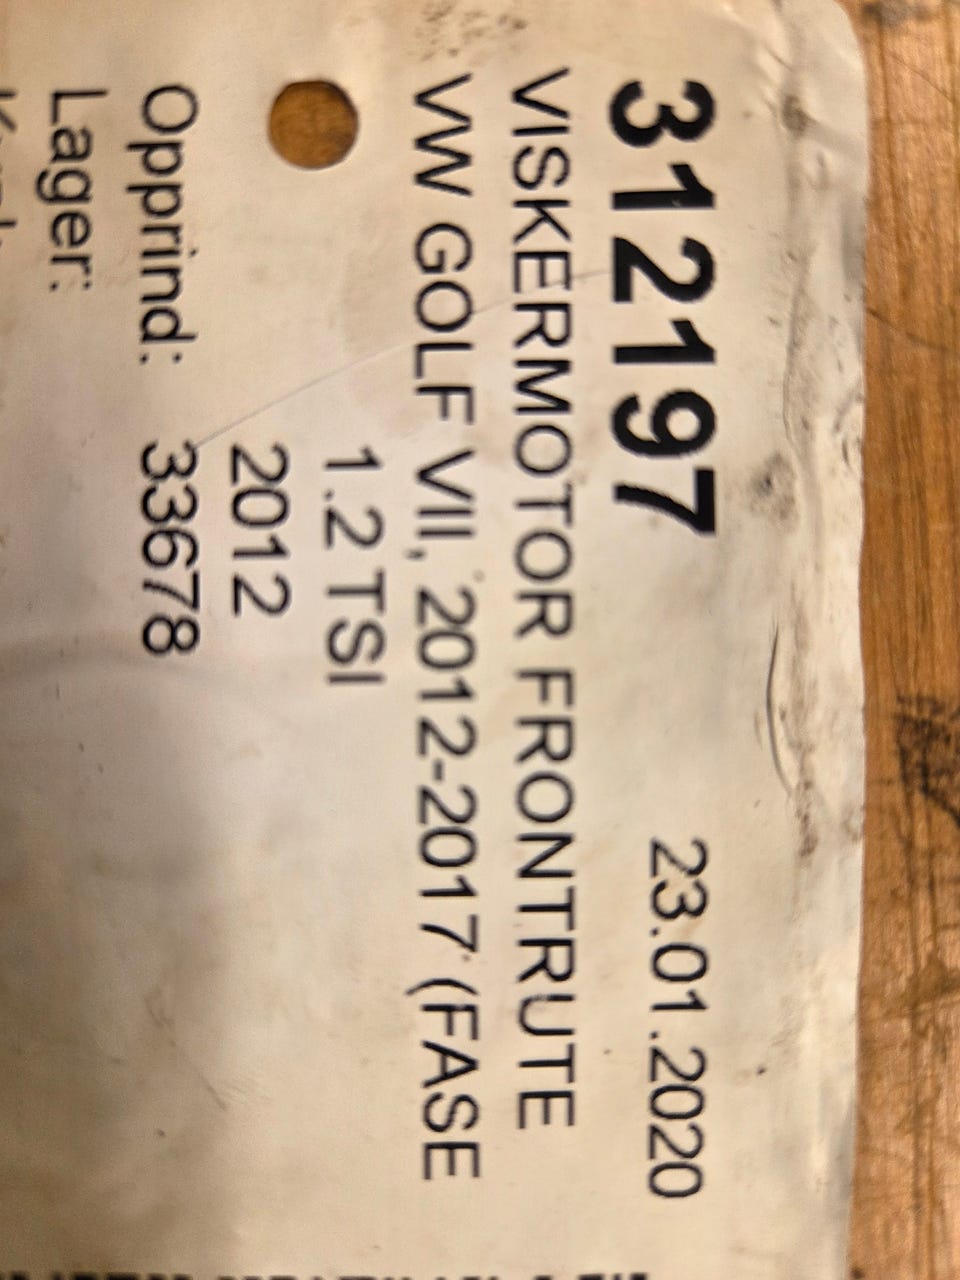 312197 23.01.2020
VISKERMOTOR FRONTRUTE
VW GOLF VII, 2012-2017 (FASE
1.2 TSI
2012
Opprind: 33678
Lager: